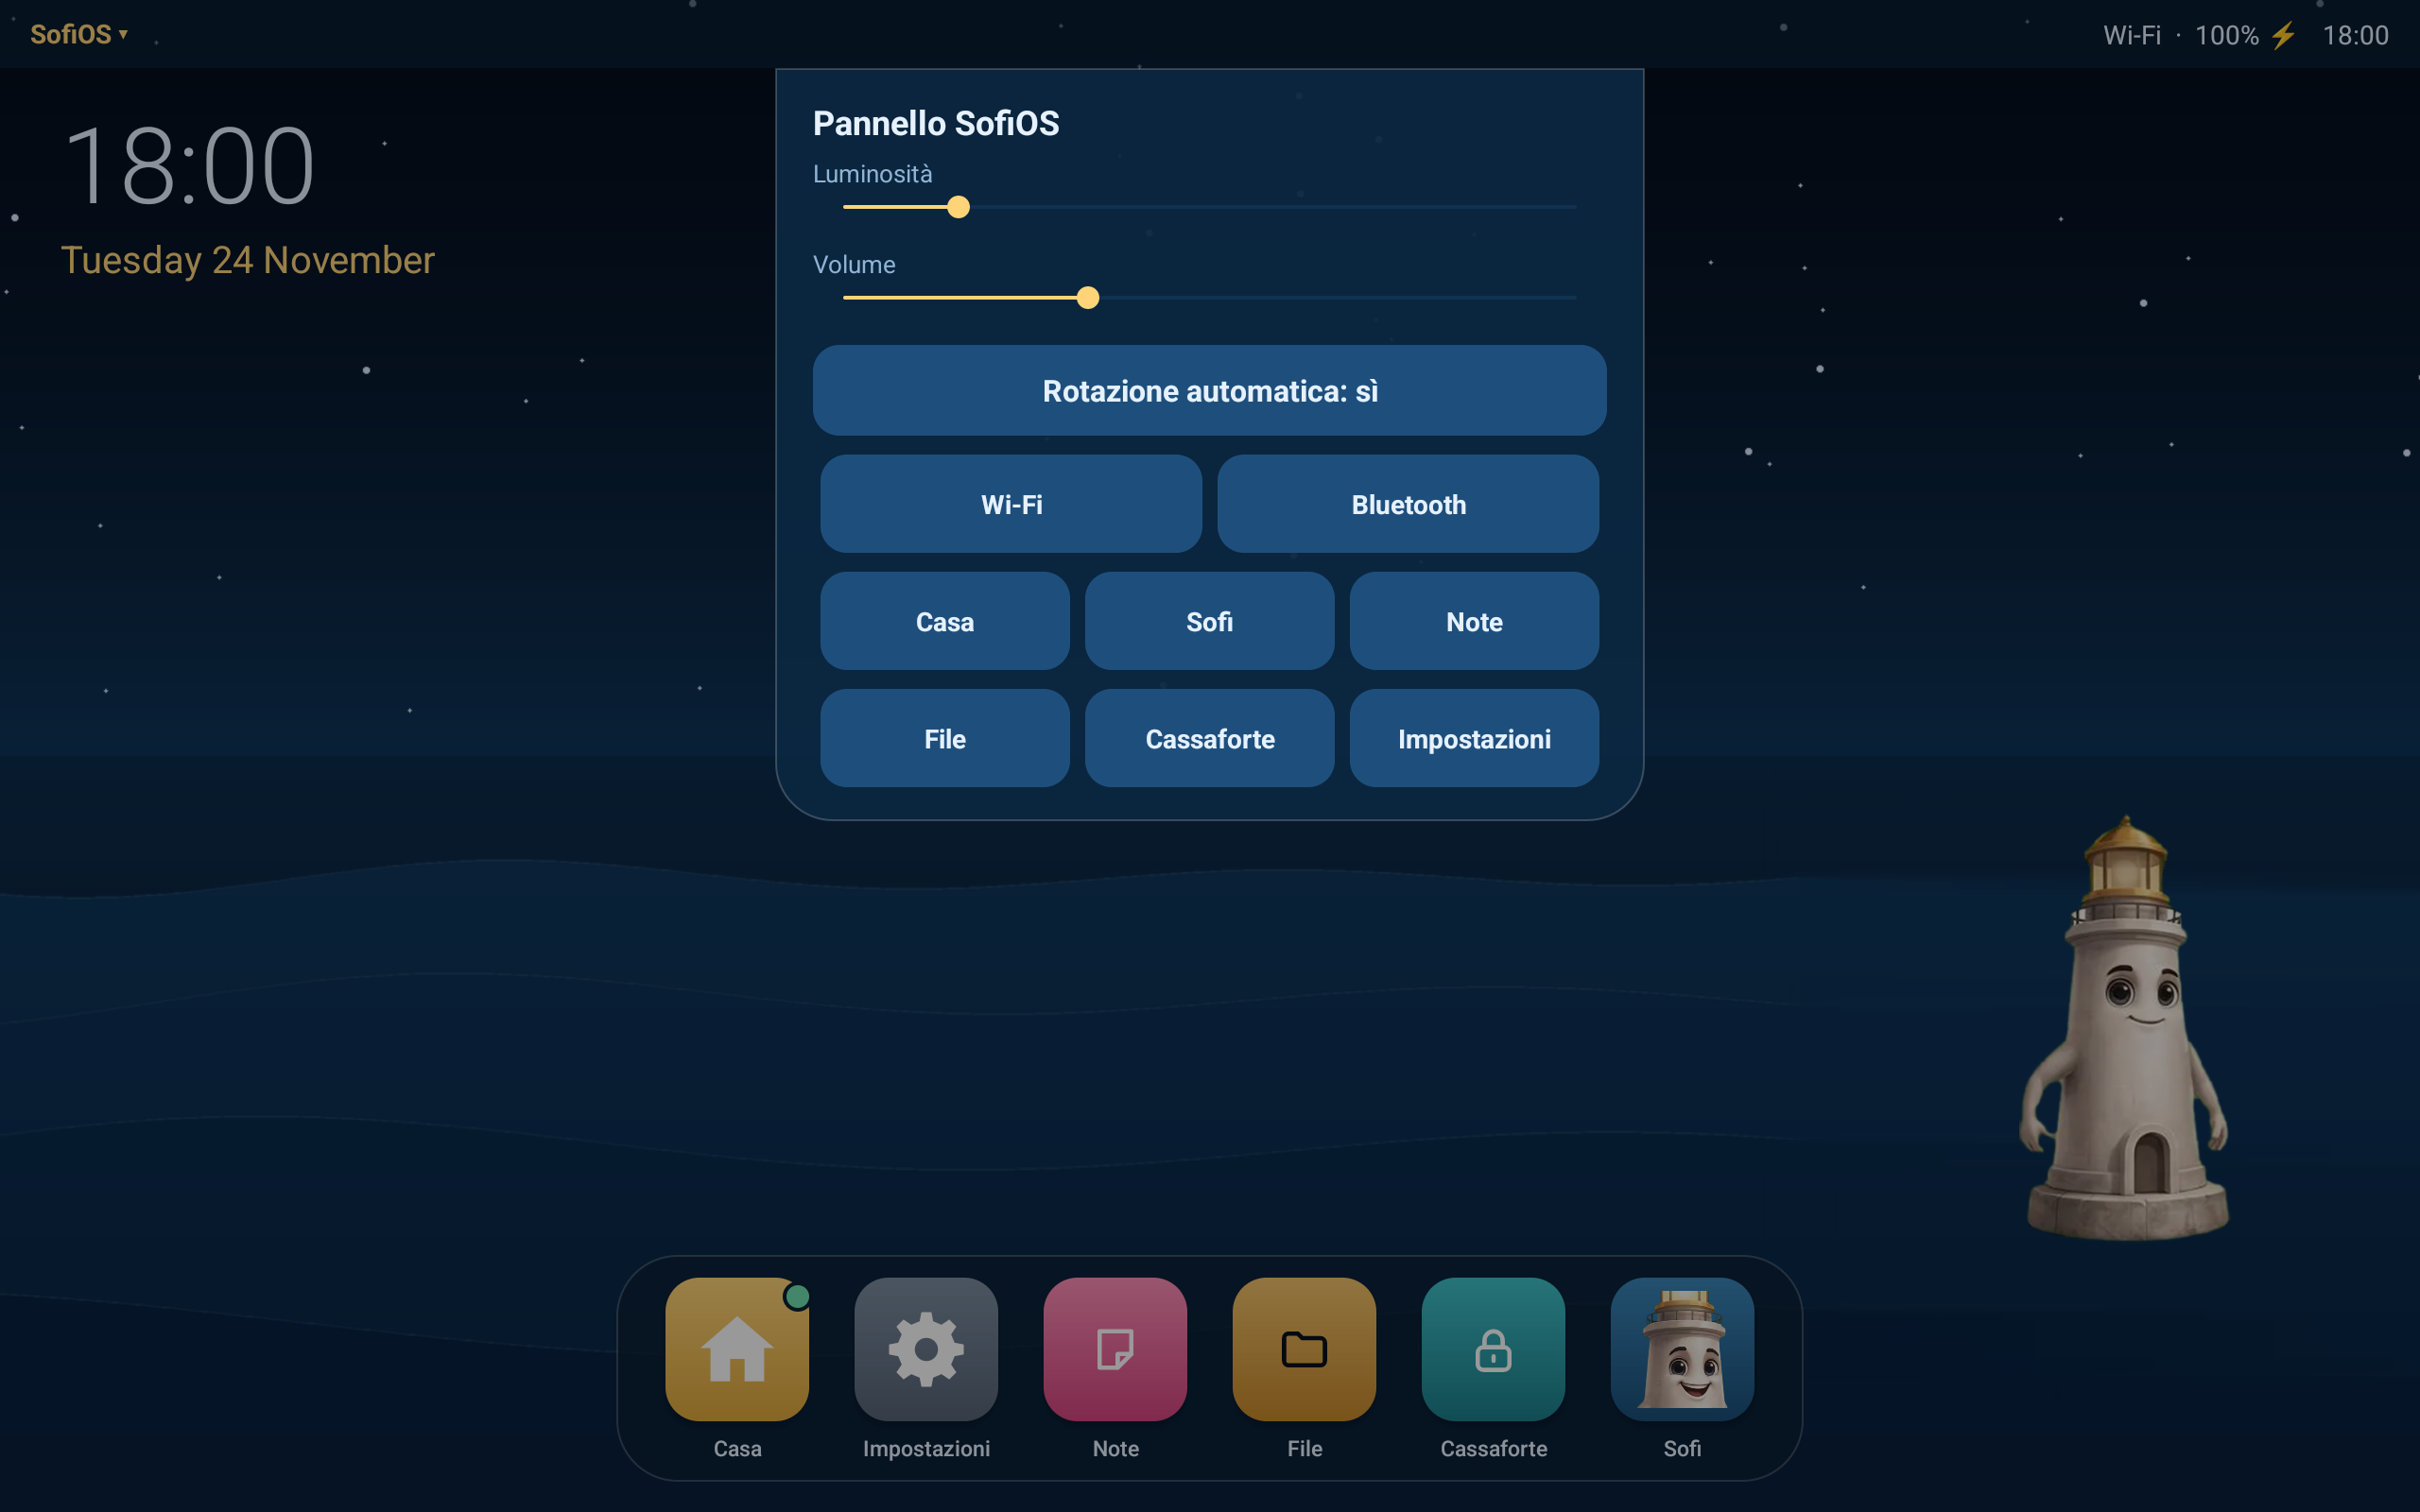 SofiOS ▾
Wi-Fi · 100% ⚡ 18:00
18:00
Tuesday 24 November
Pannello SofiOS
Luminosità
Volume
Rotazione automatica: sì
Wi-Fi
Bluetooth
Casa
Sofi
Note
File
Cassaforte
Impostazioni
Casa
Impostazioni
Note
File
Cassaforte
Sofi